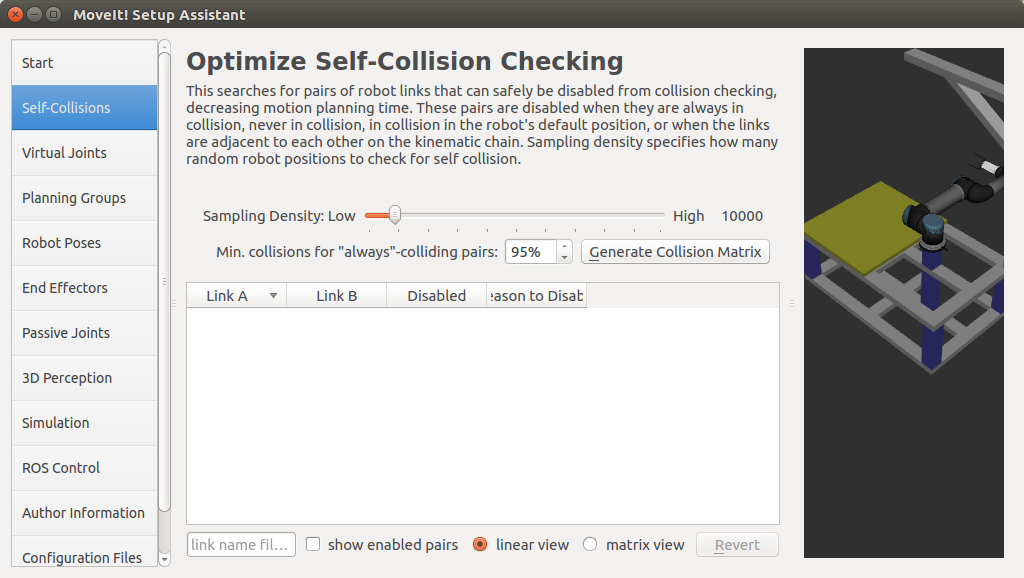 MoveIt! Setup Assistant
Start
Self-Collisions
Virtual Joints
Planning Groups
Robot Poses
End Effectors
Passive Joints
3D Perception
Simulation
ROS Control
Author Information
Configuration Files
Optimize Self-Collision Checking
This searches for pairs of robot links that can safely be disabled from collision checking,
decreasing motion planning time. These pairs are disabled when they are always in
collision, never in collision, in collision in the robot's default position, or when the links
are adjacent to each other on the kinematic chain. Sampling density specifies how many
random robot positions to check for self collision.
Sampling Density: Low High 10000
Min. collisions for "always"-colliding pairs: 95% Generate Collision Matrix
Link A Link B Disabled eason to Disab
link name fil... show enabled pairs linear view matrix view Revert